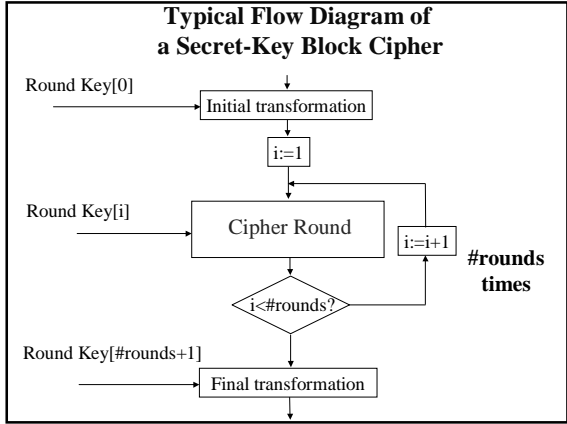 Typical Flow Diagram of
a Secret-Key Block Cipher
Round Key[0]
Initial transformation
i:=1
Round Key[i]
Cipher Round
i:=i+1
#rounds
times
i<#rounds?
Round Key[#rounds+1]
Final transformation